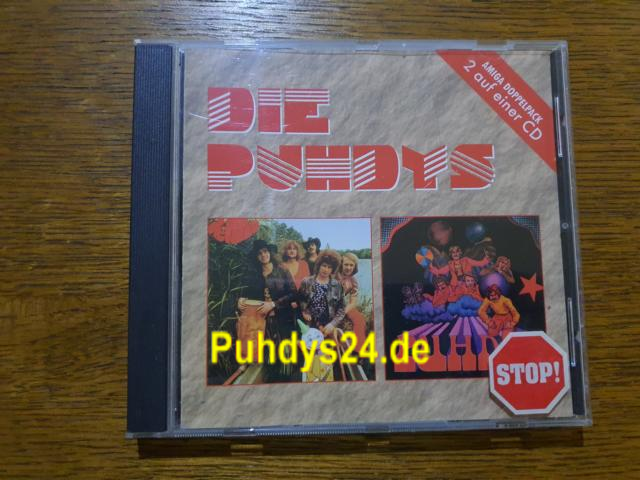 AMIGA DOPPELPACK
2 auf einer CD
DIE
PUHDYS
Puhdys24.de
STOP!